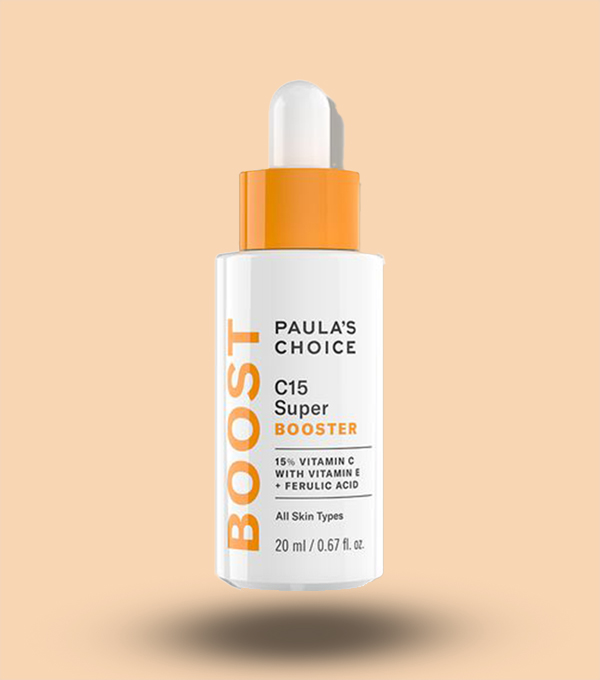 BOOST
PAULA'S
CHOICE
C15
Super
BOOSTER
15% VITAMIN C
WITH VITAMIN E
+ FERULIC ACID
All Skin Types
20 ml / 0.67 fl. oz.